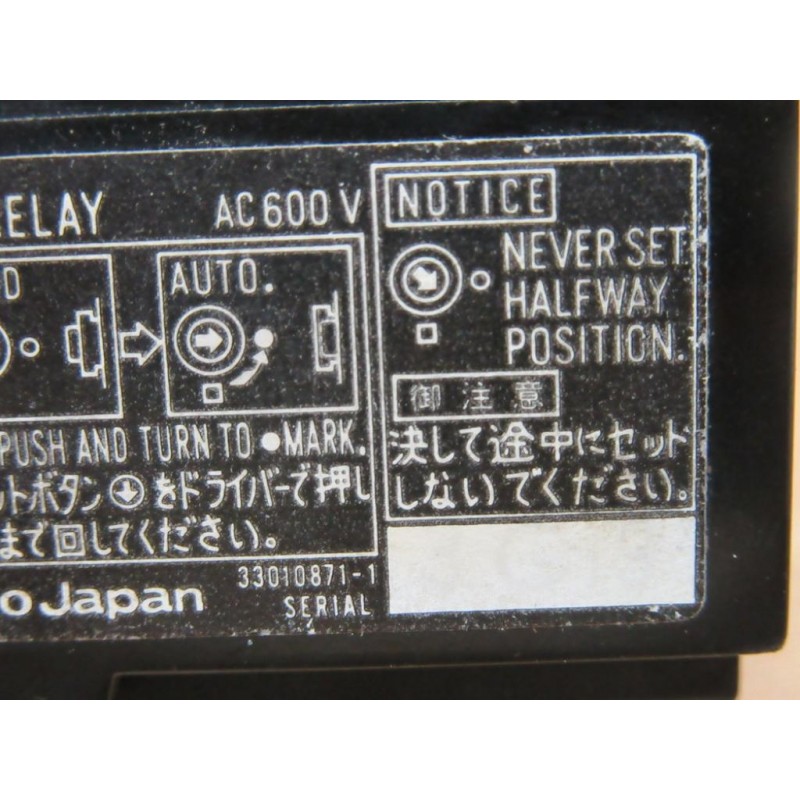 ELAY AC600V
D
AUTO.
PUSH AND TURN TO ●MARK.
ットボタン をドライバーで押し
まで回してください。
o Japan
33010871-1
SERIAL
NOTICE
NEVER SET
HALFWAY
POSITION.
御注意
決して途中にセット
しないでください。